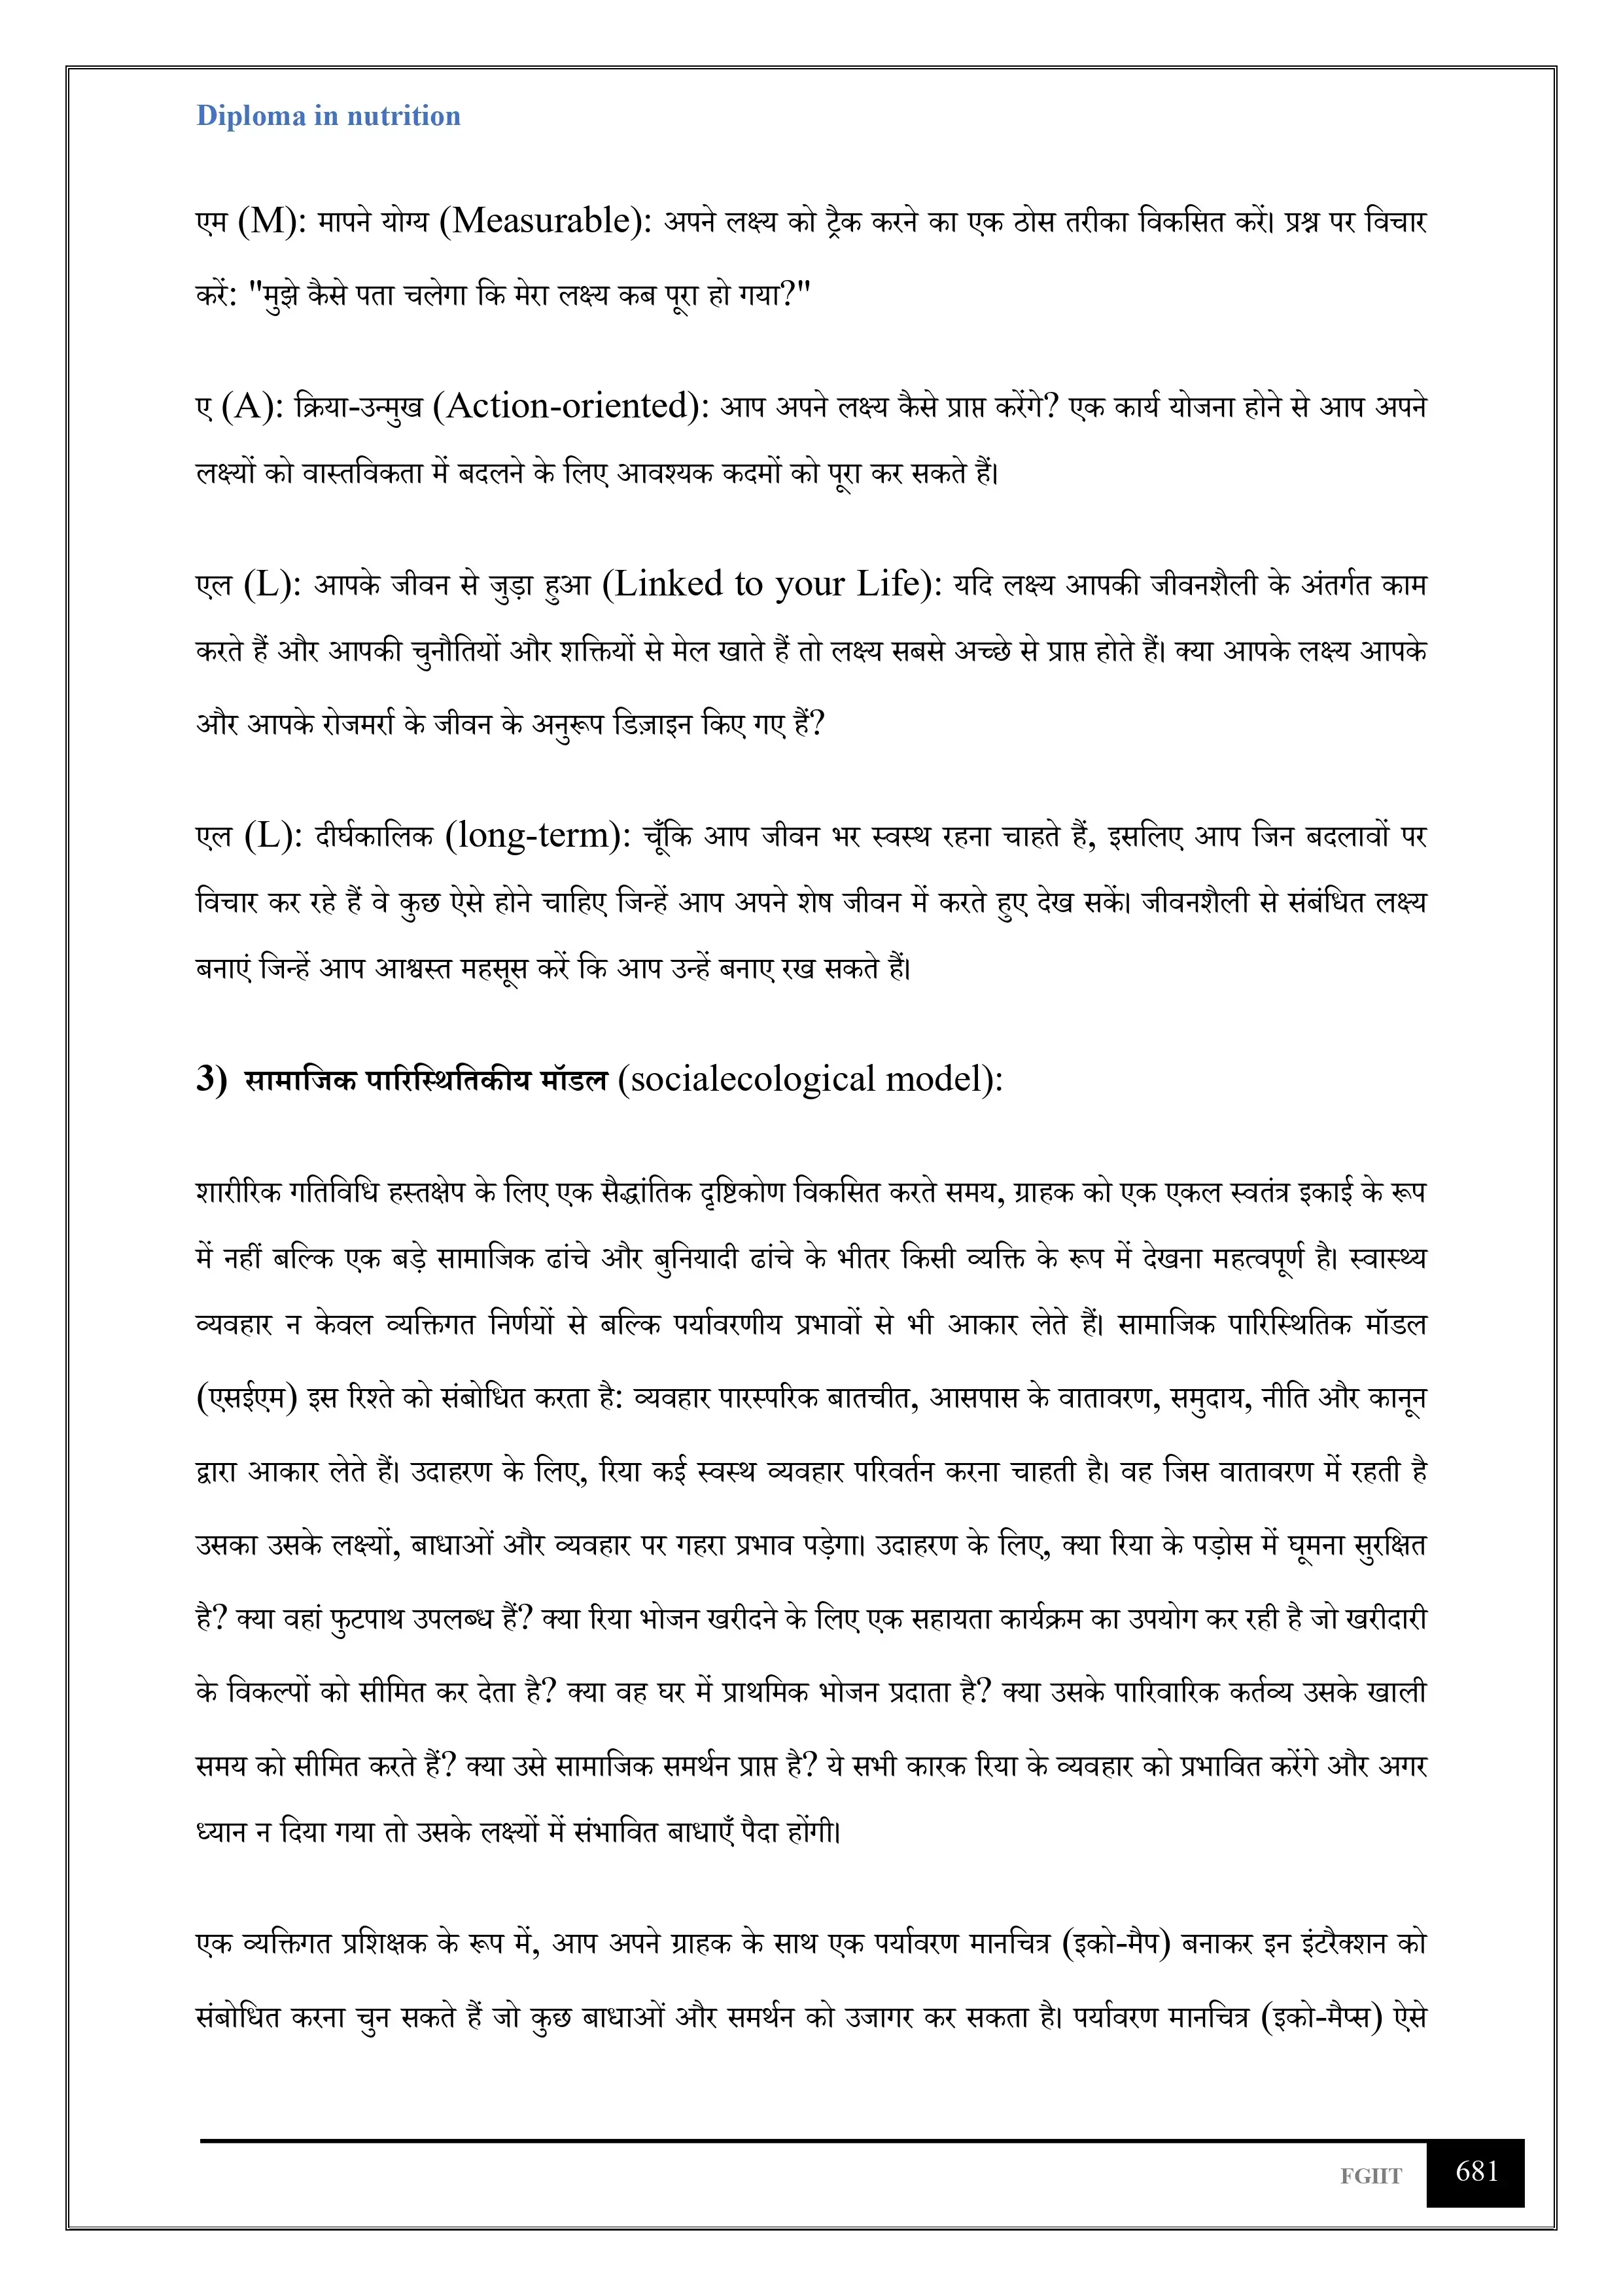 Diploma in nutrition
एम (M): मापने योग्य (Measurable): अपने लक्ष्य को ट्रैक करने का एक ठोस तरीका विकसित करें। प्रश्न पर विचार
करें: "मुझे कैसे पता चलेगा कि मेरा लक्ष्य कब पूरा हो गया?"
ए (A): क्रिया-उन्मुख (Action-oriented): आप अपने लक्ष्य कैसे प्राप्त करेंगे? एक कार्य योजना होने से आप अपने
लक्ष्यों को वास्तविकता में बदलने के लिए आवश्यक कदमों को पूरा कर सकते हैं।
एल (L): आपके जीवन से जुड़ा हुआ (Linked to your Life): यदि लक्ष्य आपकी जीवनशैली के अंतर्गत काम
करते हैं और आपकी चुनौतियों और शक्तियों से मेल खाते हैं तो लक्ष्य सबसे अच्छे से प्राप्त होते हैं। क्या आपके लक्ष्य आपके
और आपके रोजमर्रा के जीवन के अनुरूप डिज़ाइन किए गए हैं?
एल (L): दीर्घकालिक (long-term): चूँकि आप जीवन भर स्वस्थ रहना चाहते हैं, इसलिए आप जिन बदलावों पर
विचार कर रहे हैं वे कुछ ऐसे होने चाहिए जिन्हें आप अपने शेष जीवन में करते हुए देख सकें। जीवनशैली से संबंधित लक्ष्य
बनाएं जिन्हें आप आश्वस्त महसूस करें कि आप उन्हें बनाए रख सकते हैं।
3) सामाजिक पारिस्थितिकीय मॉडल (socialecological model):
शारीरिक गतिविधि हस्तक्षेप के लिए एक सैद्धांतिक दृष्टिकोण विकसित करते समय, ग्राहक को एक एकल स्वतंत्र इकाई के रूप
में नहीं बल्कि एक बड़े सामाजिक ढांचे और बुनियादी ढांचे के भीतर किसी व्यक्ति के रूप में देखना महत्वपूर्ण है। स्वास्थ्य
व्यवहार न केवल व्यक्तिगत निर्णयों से बल्कि पर्यावरणीय प्रभावों से भी आकार लेते हैं। सामाजिक पारिस्थितिक मॉडल
(एसईएम) इस रिश्ते को संबोधित करता है: व्यवहार पारस्परिक बातचीत, आसपास के वातावरण, समुदाय, नीति और कानून
द्वारा आकार लेते हैं। उदाहरण के लिए, रिया कई स्वस्थ व्यवहार परिवर्तन करना चाहती है। वह जिस वातावरण में रहती है
उसका उसके लक्ष्यों, बाधाओं और व्यवहार पर गहरा प्रभाव पड़ेगा। उदाहरण के लिए, क्या रिया के पड़ोस में घूमना सुरक्षित
है? क्या वहां फुटपाथ उपलब्ध हैं? क्या रिया भोजन खरीदने के लिए एक सहायता कार्यक्रम का उपयोग कर रही है जो खरीदारी
के विकल्पों को सीमित कर देता है? क्या वह घर में प्राथमिक भोजन प्रदाता है? क्या उसके पारिवारिक कर्तव्य उसके खाली
समय को सीमित करते हैं? क्या उसे सामाजिक समर्थन प्राप्त है? ये सभी कारक रिया के व्यवहार को प्रभावित करेंगे और अगर
ध्यान न दिया गया तो उसके लक्ष्यों में संभावित बाधाएँ पैदा होंगी।
एक व्यक्तिगत प्रशिक्षक के रूप में, आप अपने ग्राहक के साथ एक पर्यावरण मानचित्र (इको-मैप) बनाकर इन इंटरैक्शन को
संबोधित करना चुन सकते हैं जो कुछ बाधाओं और समर्थन को उजागर कर सकता है। पर्यावरण मानचित्र (इको-मैप्स) ऐसे
FGIIT 681